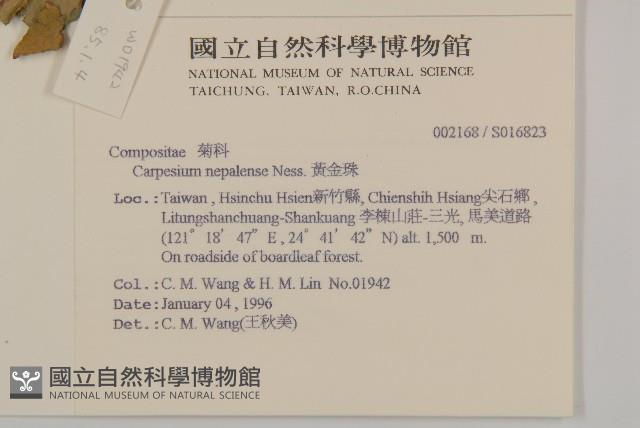 W01942
85.1.4
國立自然科學博物館
NATIONAL MUSEUM OF NATURAL SCIENCE
TAICHUNG, TAIWAN, R.O.CHINA
002168 / S016823
Compositae 菊科
Carpesium nepalense Ness. 黃金珠
Loc.: Taiwan , Hsinchu Hsien新竹縣, Chienshih Hsiang尖石鄉 ,
Litungshanchuang-Shankuang 李棟山莊-三光, 馬美道路
(121° 18' 47" E , 24° 41' 42" N) alt. 1,500 m.
On roadside of boardleaf forest.
Col.: C. M. Wang & H. M. Lin No.01942
Date: January 04 , 1996
Det.: C. M. Wang(王秋美)
國立自然科學博物館
NATIONAL MUSEUM OF NATURAL SCIENCE